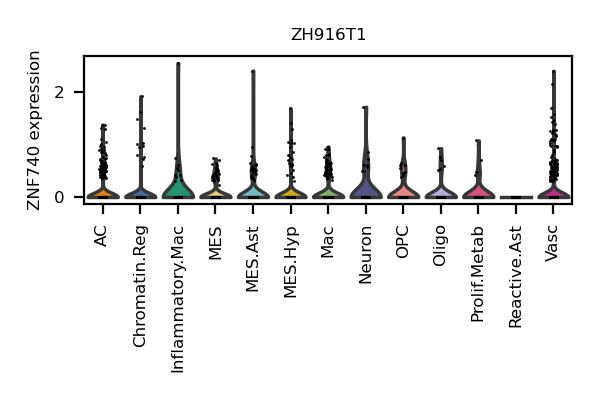 ZH916T1
ZNF740 expression
2
0
AC
Chromatin.Reg
Inflammatory.Mac
MES
MES.Ast
MES.Hyp
Mac
Neuron
OPC
Oligo
Prolif.Metab
Reactive.Ast
Vasc